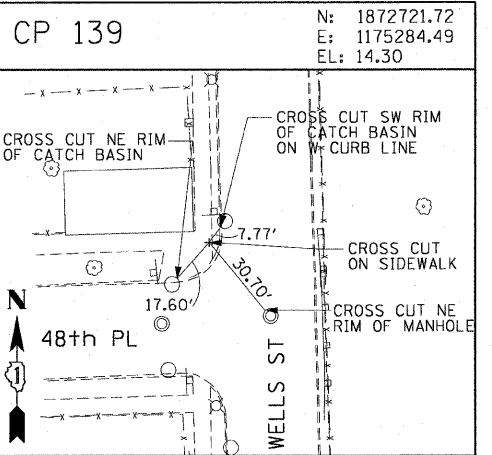 CP 139
N: 1872721.72
E: 1175284.49
EL: 14.30
CROSS CUT SW RIM
OF CATCH BASIN
ON W CURB LINE
CROSS CUT NE RIM
OF CATCH BASIN
7.77'
CROSS CUT
ON SIDEWALK
30.70'
17.60'
CROSS CUT NE
RIM OF MANHOLE
N
1
48th PL
WELLS ST